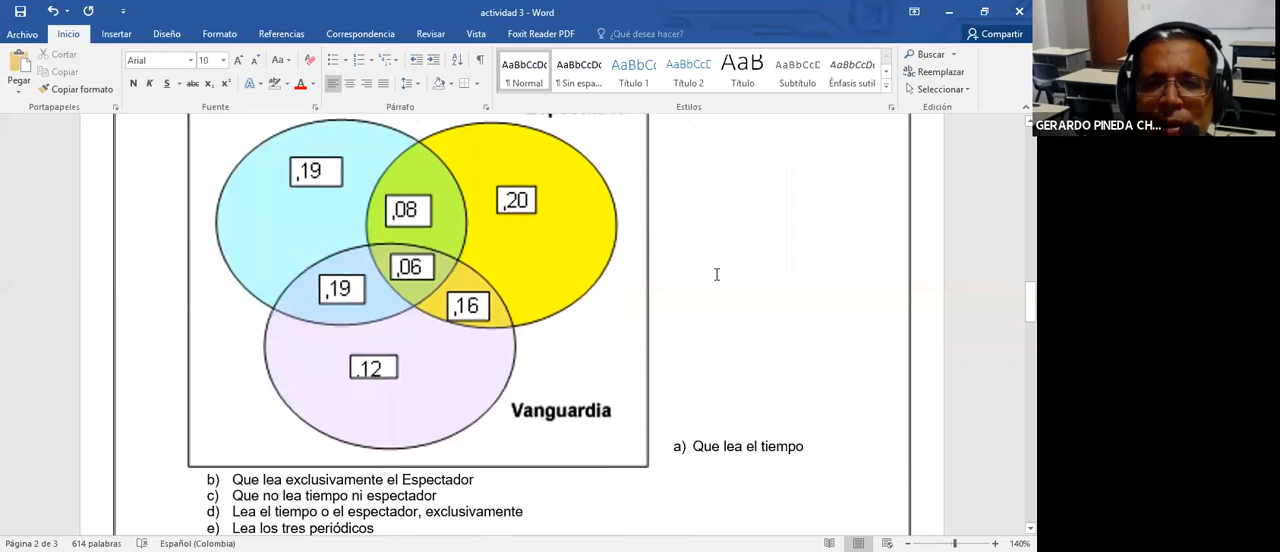 actividad 3 - Word
Archivo Inicio Insertar Diseño Formato Referencias Correspondencia Revisar Vista Foxit Reader PDF ¿Qué desea hacer? Compartir
Pegar
Cortar
Copiar
Copiar formato
Portapapeles
Arial 10
Fuente
Párrafo
AaBbCcDc AaBbCcDc AaBbCc AaBbCcD AaB AaBbCcD AaBbCcDc
¶ Normal ¶ Sin espa... Título 1 Título 2 Título Subtítulo Énfasis sutil
Estilos
Buscar
Reemplazar
Seleccionar
Edición
GERARDO PINEDA CH...
,19
,08
,20
,06
,19
,16
,12
Vanguardia
a) Que lea el tiempo
b) Que lea exclusivamente el Espectador
c) Que no lea tiempo ni espectador
d) Lea el tiempo o el espectador, exclusivamente
e) Lea los tres periódicos
Página 2 de 3 614 palabras Español (Colombia) 140%